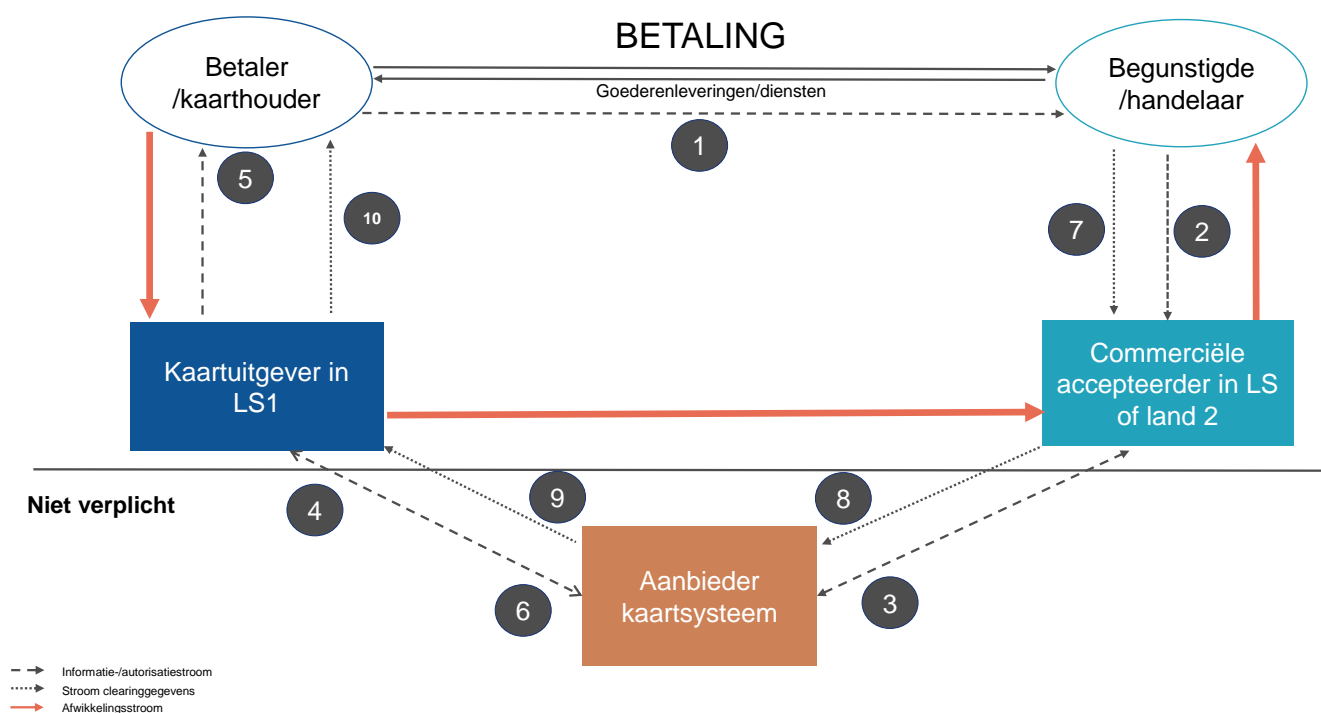 BETALING
Betaler
/kaarthouder
Begunstigde
/handelaar
Goederenleveringen/diensten
1
5
10
7
2
Kaartuitgever in
LS1
Commerciële
accepteerder in LS
of land 2
Niet verplicht
4
9
8
6
3
Aanbieder
kaartsysteem
Informatie-/autorisatiestroom
Stroom clearinggegevens
Afwikkelingsstroom